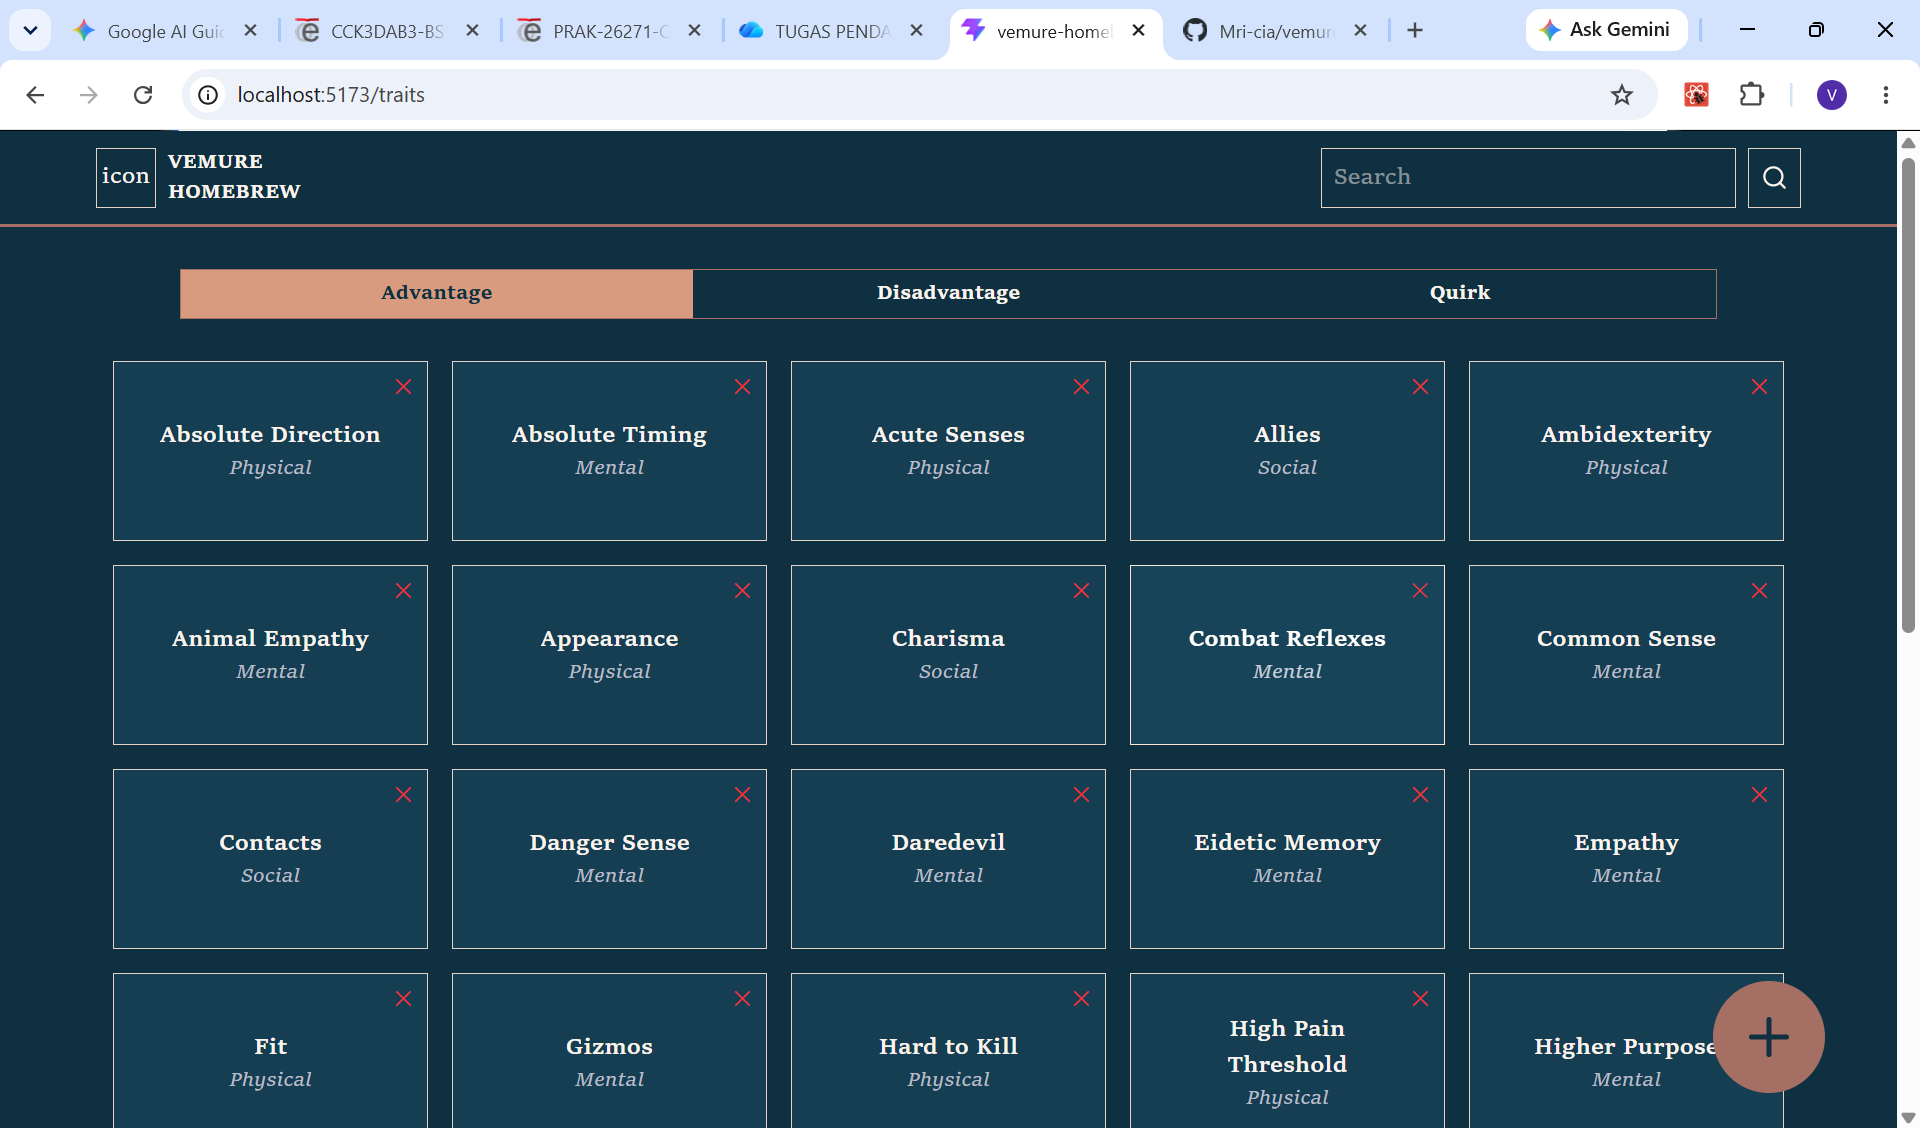 Google AI Gui
CCK3DAB3-BS
PRAK-26271-C
TUGAS PENDA
vemure-home
Mri-cia/vemur
Ask Gemini
localhost:5173/traits
V
icon
VEMURE
HOMEBREW
Search
Advantage
Disadvantage
Quirk
Absolute Direction
Physical
Absolute Timing
Mental
Acute Senses
Physical
Allies
Social
Ambidexterity
Physical
Animal Empathy
Mental
Appearance
Physical
Charisma
Social
Combat Reflexes
Mental
Common Sense
Mental
Contacts
Social
Danger Sense
Mental
Daredevil
Mental
Eidetic Memory
Mental
Empathy
Mental
Fit
Physical
Gizmos
Mental
Hard to Kill
Physical
High Pain
Threshold
Physical
Higher Purpose
Mental